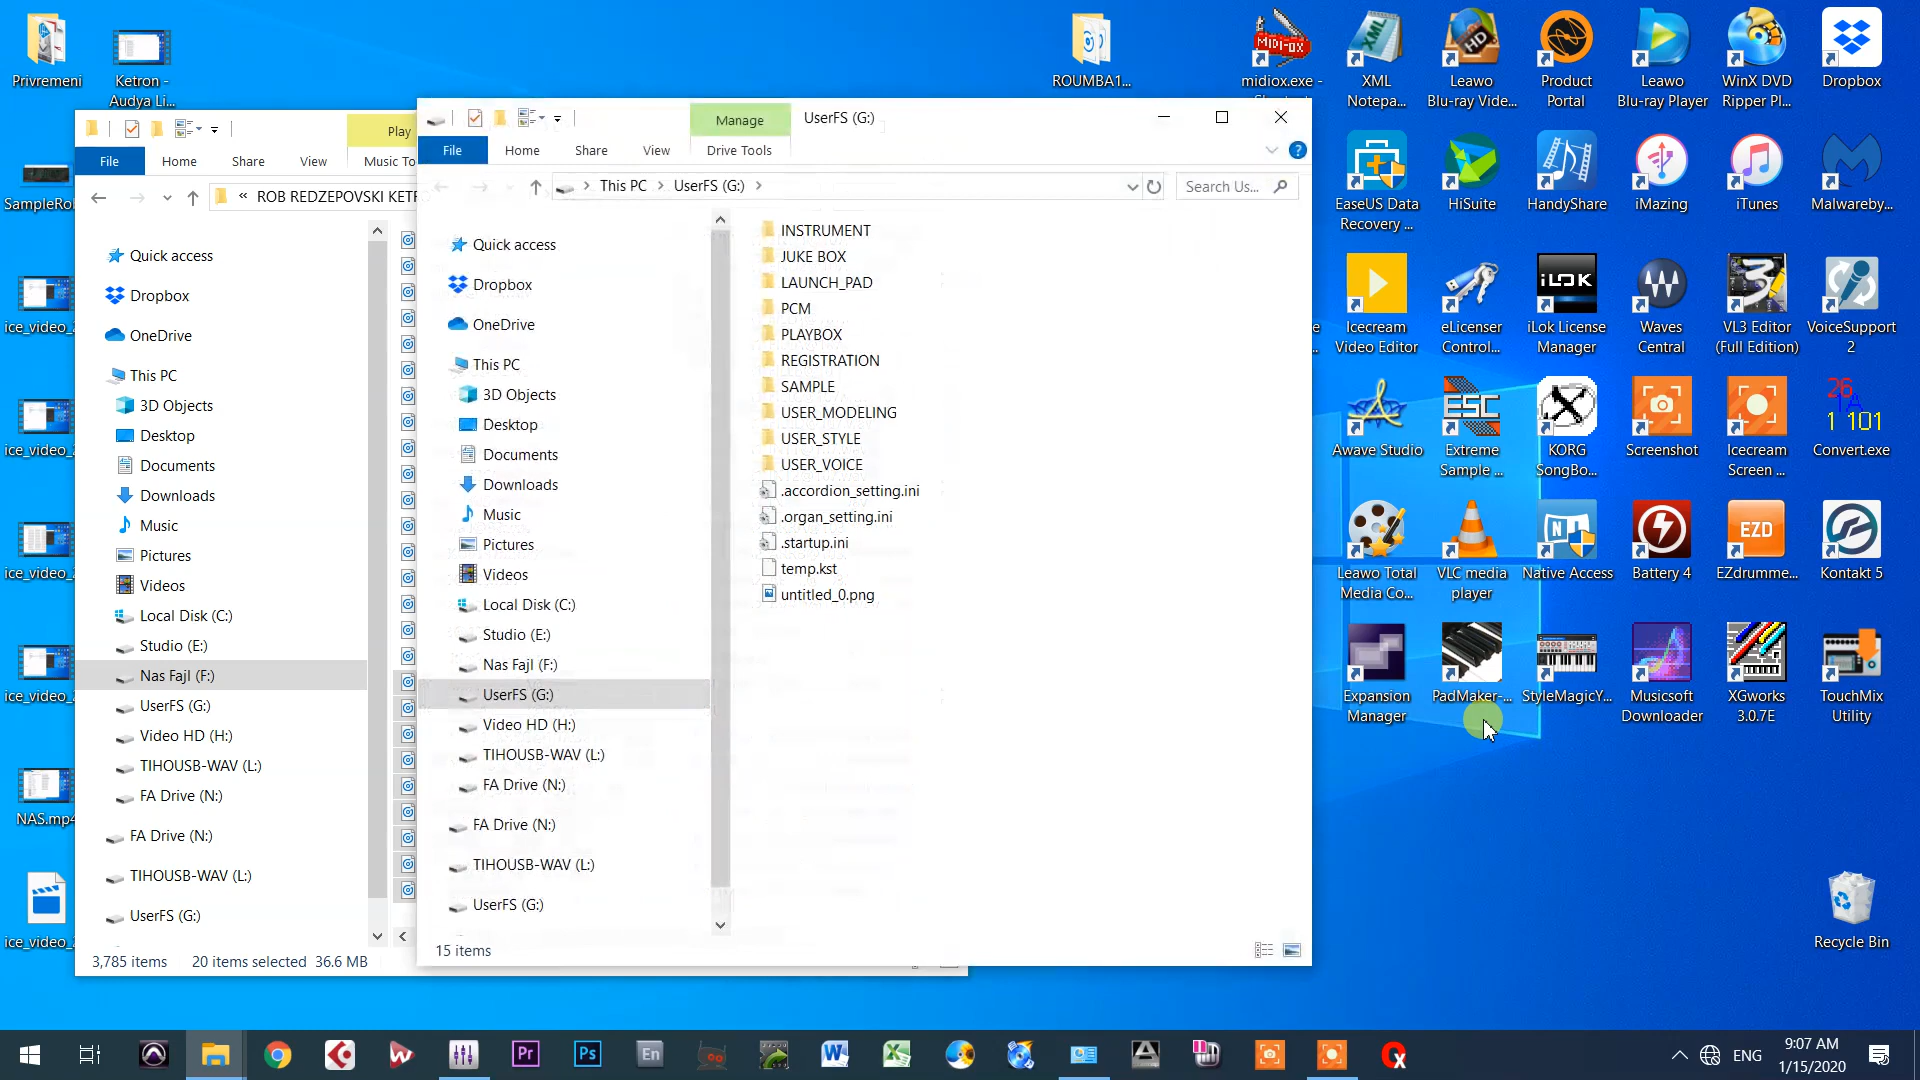 Privremeni
Ketron -
Audya Li...
ROUMBA1...
midiox.exe -
XML
Notepa...
Leawo
Blu-ray Vide...
Product
Portal
Leawo
Blu-ray Player
WinX DVD
Ripper Pl...
Dropbox
Play
File
Home
Share
View
ROB REDZEPOVSKI KETR
Quick access
Dropbox
OneDrive
This PC
3D Objects
Desktop
Documents
Downloads
Music
Pictures
Videos
Local Disk (C:)
Studio (E:)
Nas Fajl (F:)
UserFS (G:)
Video HD (H:)
TIHOUSB-WAV (L:)
FA Drive (N:)
FA Drive (N:)
TIHOUSB-WAV (L:)
UserFS (G:)
3,785 items
20 items selected 36.6 MB
Manage
UserFS (G:)
File
Home
Share
View
Drive Tools
This PC
UserFS (G:)
Search Us...
Quick access
Dropbox
OneDrive
This PC
3D Objects
Desktop
Documents
Downloads
Music
Pictures
Videos
Local Disk (C:)
Studio (E:)
Nas Fajl (F:)
UserFS (G:)
Video HD (H:)
TIHOUSB-WAV (L:)
FA Drive (N:)
FA Drive (N:)
TIHOUSB-WAV (L:)
UserFS (G:)
INSTRUMENT
JUKE BOX
LAUNCH_PAD
PCM
PLAYBOX
REGISTRATION
SAMPLE
USER_MODELING
USER_STYLE
USER_VOICE
.accordion_setting.ini
.organ_setting.ini
.startup.ini
temp.kst
untitled_0.png
15 items
EaseUS Data
Recovery ...
HiSuite
HandyShare
iMazing
iTunes
Malwareby...
Icecream
Video Editor
eLicenser
Control...
iLOK
iLok License
Manager
Waves
Central
VL3 Editor
(Full Edition)
VoiceSupport
2
Awave Studio
ESC
Extreme
Sample ...
KORG
SongBo...
Screenshot
Icecream
Screen ...
26
1 101
Convert.exe
Leawo Total
Media Co...
VLC media
player
Native Access
Battery 4
EZD
EZdrumme...
Kontakt 5
Expansion
Manager
PadMaker-...
StyleMagicY...
Musicsoft
Downloader
XGworks
3.0.7E
TouchMix
Utility
NAS.mp4
Recycle Bin
Pr
Ps
En
ENG
9:07 AM
1/15/2020